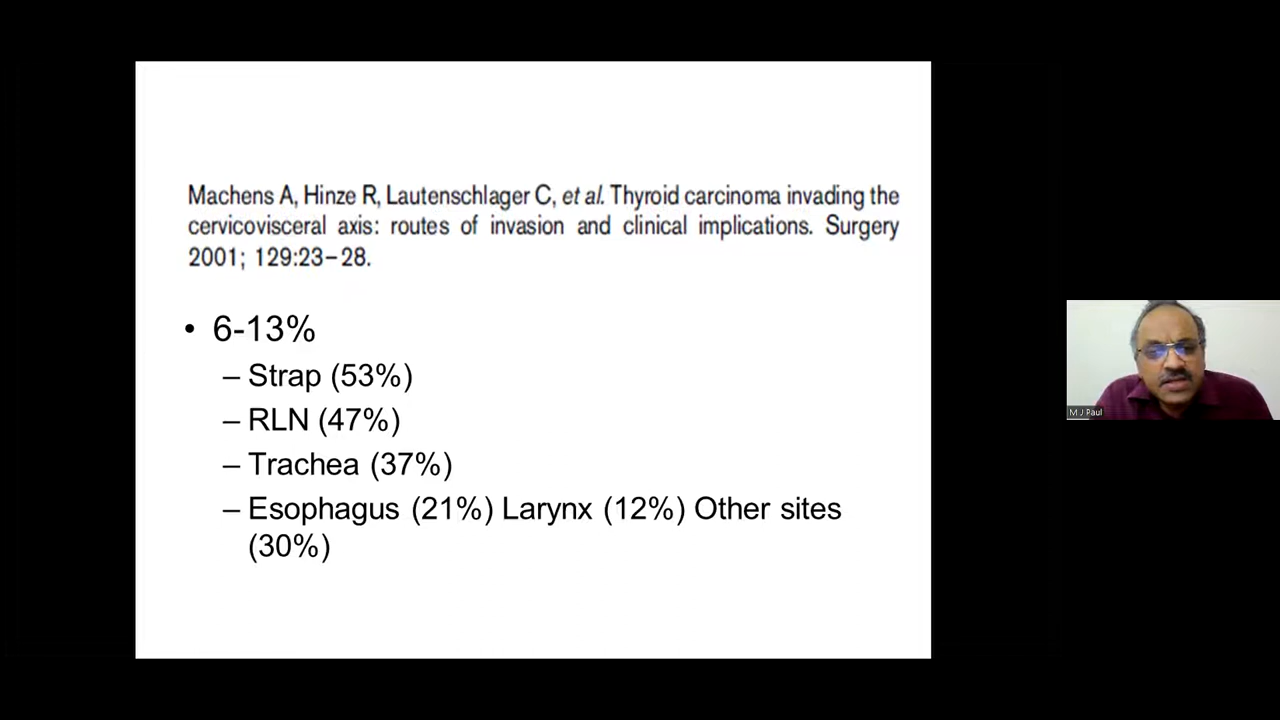 Machens A, Hinze R, Lautenschlager C, et al. Thyroid carcinoma invading the
cervicovisceral axis: routes of invasion and clinical implications. Surgery
2001; 129:23–28.
• 6-13%
– Strap (53%)
– RLN (47%)
– Trachea (37%)
– Esophagus (21%) Larynx (12%) Other sites
(30%)
M J Paul